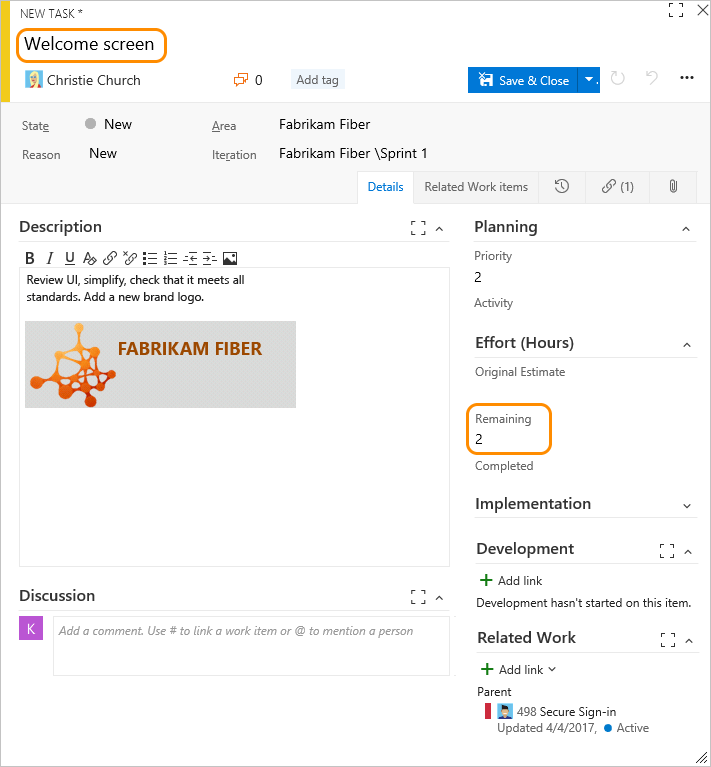 NEW TASK *
Welcome screen
Christie Church 0 Add tag Save & Close
State New Area Fabrikam Fiber
Reason New Iteration Fabrikam Fiber \Sprint 1
Details Related Work items (1)
Description
B I U
Review UI, simplify, check that it meets all
standards. Add a new brand logo.
FABRIKAM FIBER
Discussion
K Add a comment. Use # to link a work item or @ to mention a person
Planning
Priority
2
Activity
Effort (Hours)
Original Estimate
Remaining
2
Completed
Implementation
Development
Add link
Development hasn't started on this item.
Related Work
Add link
Parent
498 Secure Sign-in
Updated 4/4/2017, Active